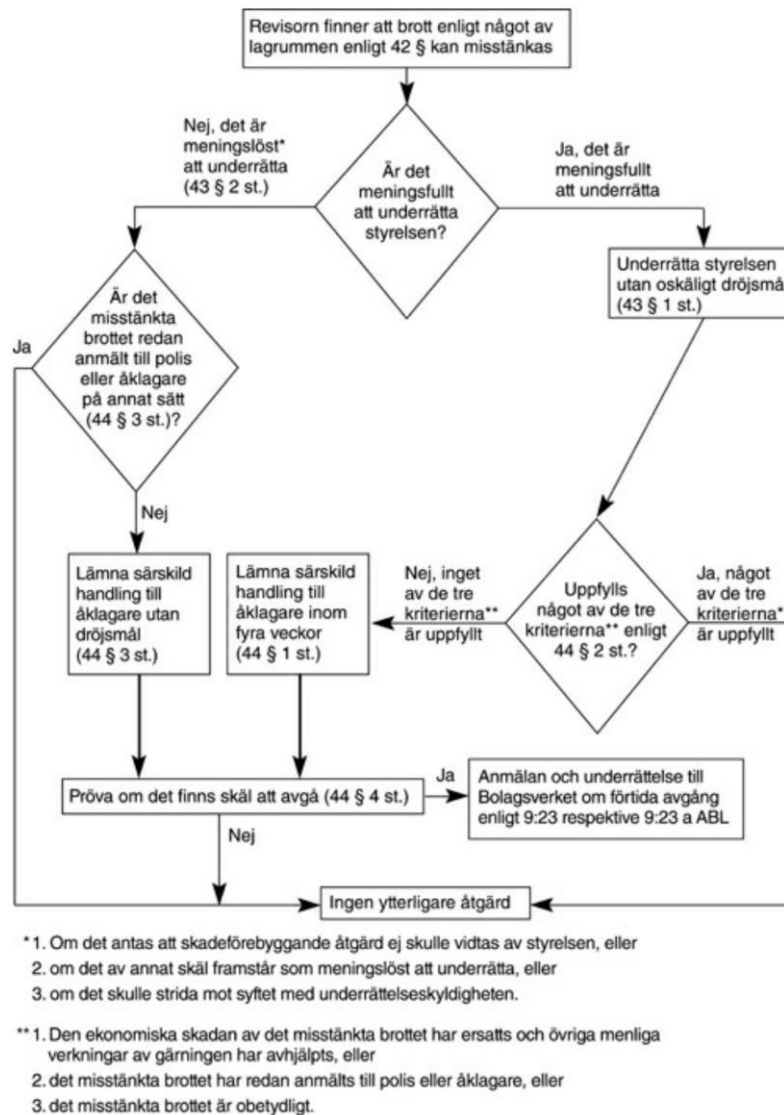 Revisorn finner att brott enligt något av
lagrummen enligt 42 § kan misstänkas
Nej, det är
meningslöst*
att underrätta
(43 § 2 st.)
Är det
meningsfullt
att underrätta
styrelsen?
Ja, det är
meningsfullt
att underrätta
Underrätta styrelsen
utan oskäligt dröjsmål
(43 § 1 st.)
Ja
Är det
misstänkta
brottet redan
anmält till polis
eller åklagare
på annat sätt
(44 § 3 st.)?
Nej
Lämna särskild
handling till
åklagare utan
dröjsmål
(44 § 3 st.)
Lämna särskild
handling till
åklagare inom
fyra veckor
(44 § 1 st.)
Nej, inget
av de tre
kriterierna**
är uppfyllt
Uppfylls
något av de tre
kriterierna** enligt
44 § 2 st.?
Ja, något
av de tre
kriterierna*
är uppfyllt
Pröva om det finns skäl att avgå (44 § 4 st.)
Ja
Anmälan och underrättelse till
Bolagsverket om förtida avgång
enligt 9:23 respektive 9:23 a ABL
Nej
Ingen ytterligare åtgärd
* 1. Om det antas att skadeförebyggande åtgärd ej skulle vidtas av styrelsen, eller
2. om det av annat skäl framstår som meningslöst att underrätta, eller
3. om det skulle strida mot syftet med underrättelseskyldigheten.
** 1. Den ekonomiska skadan av det misstänkta brottet har ersatts och övriga menliga
verkningar av gärningen har avhjälpts, eller
2. det misstänkta brottet har redan anmälts till polis eller åklagare, eller
3. det misstänkta brottet är obetydligt.